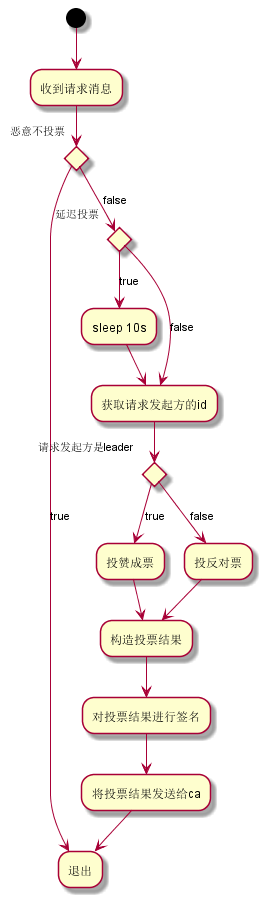 收到请求消息
恶意不投票
false
延迟投票
true
sleep 10s
false
获取请求发起方的id
请求发起方是leader
true
true
false
投赞成票
投反对票
构造投票结果
对投票结果进行签名
将投票结果发送给ca
退出